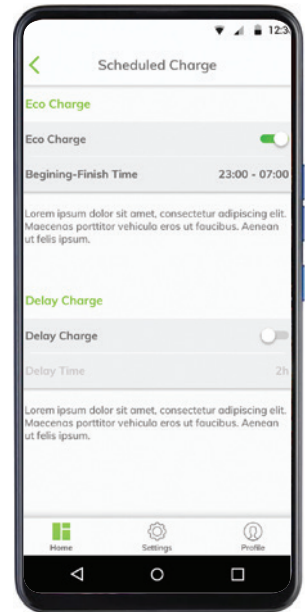 12:3
Scheduled Charge
Eco Charge
Eco Charge
Begining-Finish Time 23:00 - 07:00
Lorem ipsum dolor sit amet, consectetur adipiscing elit.
Maecenas porttitor vehicula eros ut faucibus. Aenean
ut felis ipsum.
Delay Charge
Delay Charge
Delay Time 2h
Lorem ipsum dolor sit amet, consectetur adipiscing elit.
Maecenas porttitor vehicula eros ut faucibus. Aenean
ut felis ipsum.
Home Settings Profile